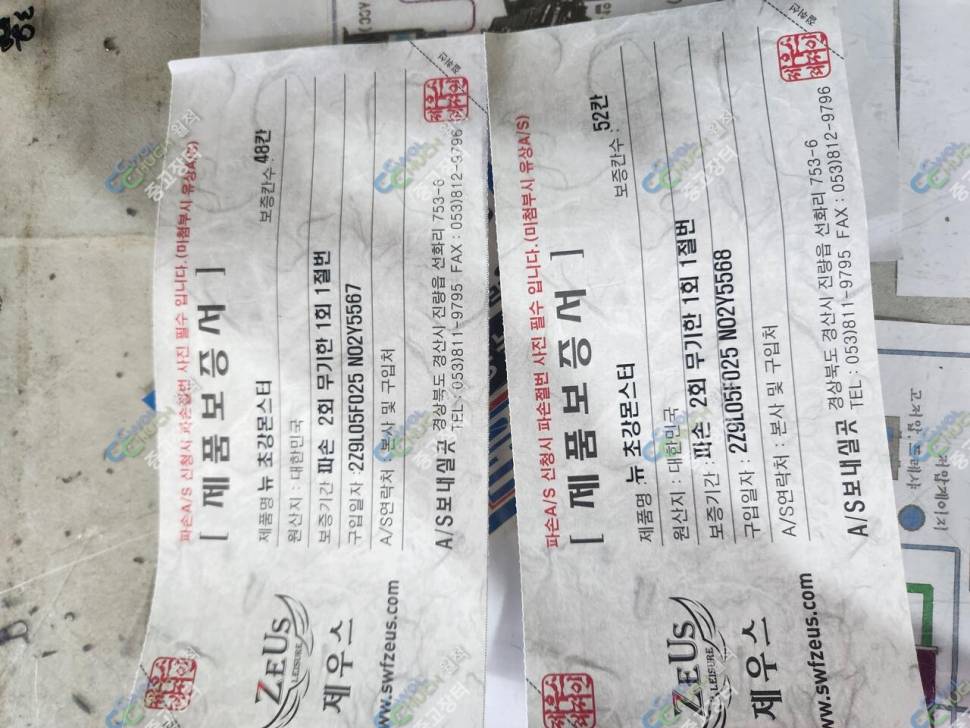 파손A/S 신청시 파손절번 사진 필수 입니다.(미첨부시 유상A/S)
[ 제품보증서 ]
보증칸수 : 48칸
제품명 뉴 초강몬스터
원산지 : 대한민국
보증기간 파손 2회 무기한 1회 1절번
구입일자 :2Z9L05F025 N02Y5567
A/S연락처 : 본사 및 구입처
A/S보내실곳 경상북도 경산시 진량읍 선화리 753-6
TEL : 053)811-9795 FAX : 053)812-9796
ZEUS
LEISURE
제우스
www.swfzeus.com
파손A/S 신청시 파손절번 사진 필수 입니다.(미첨부시 유상A/S)
[ 제품보증서 ]
보증칸수 : 52칸
제품명 뉴 초강몬스터
원산지 : 대한민국
보증기간 : 파손 2회 무기한 1회 1절번
구입일자 : 2Z9L05F025 N02Y5568
A/S연락처 : 본사 및 구입처
A/S보내실곳 경상북도 경산시 진량읍 선화리 753-6
TEL : 053)811-9795 FAX : 053)812-9796
ZEUS
LEISURE
제우스
www.swfzeus.com
중고장터